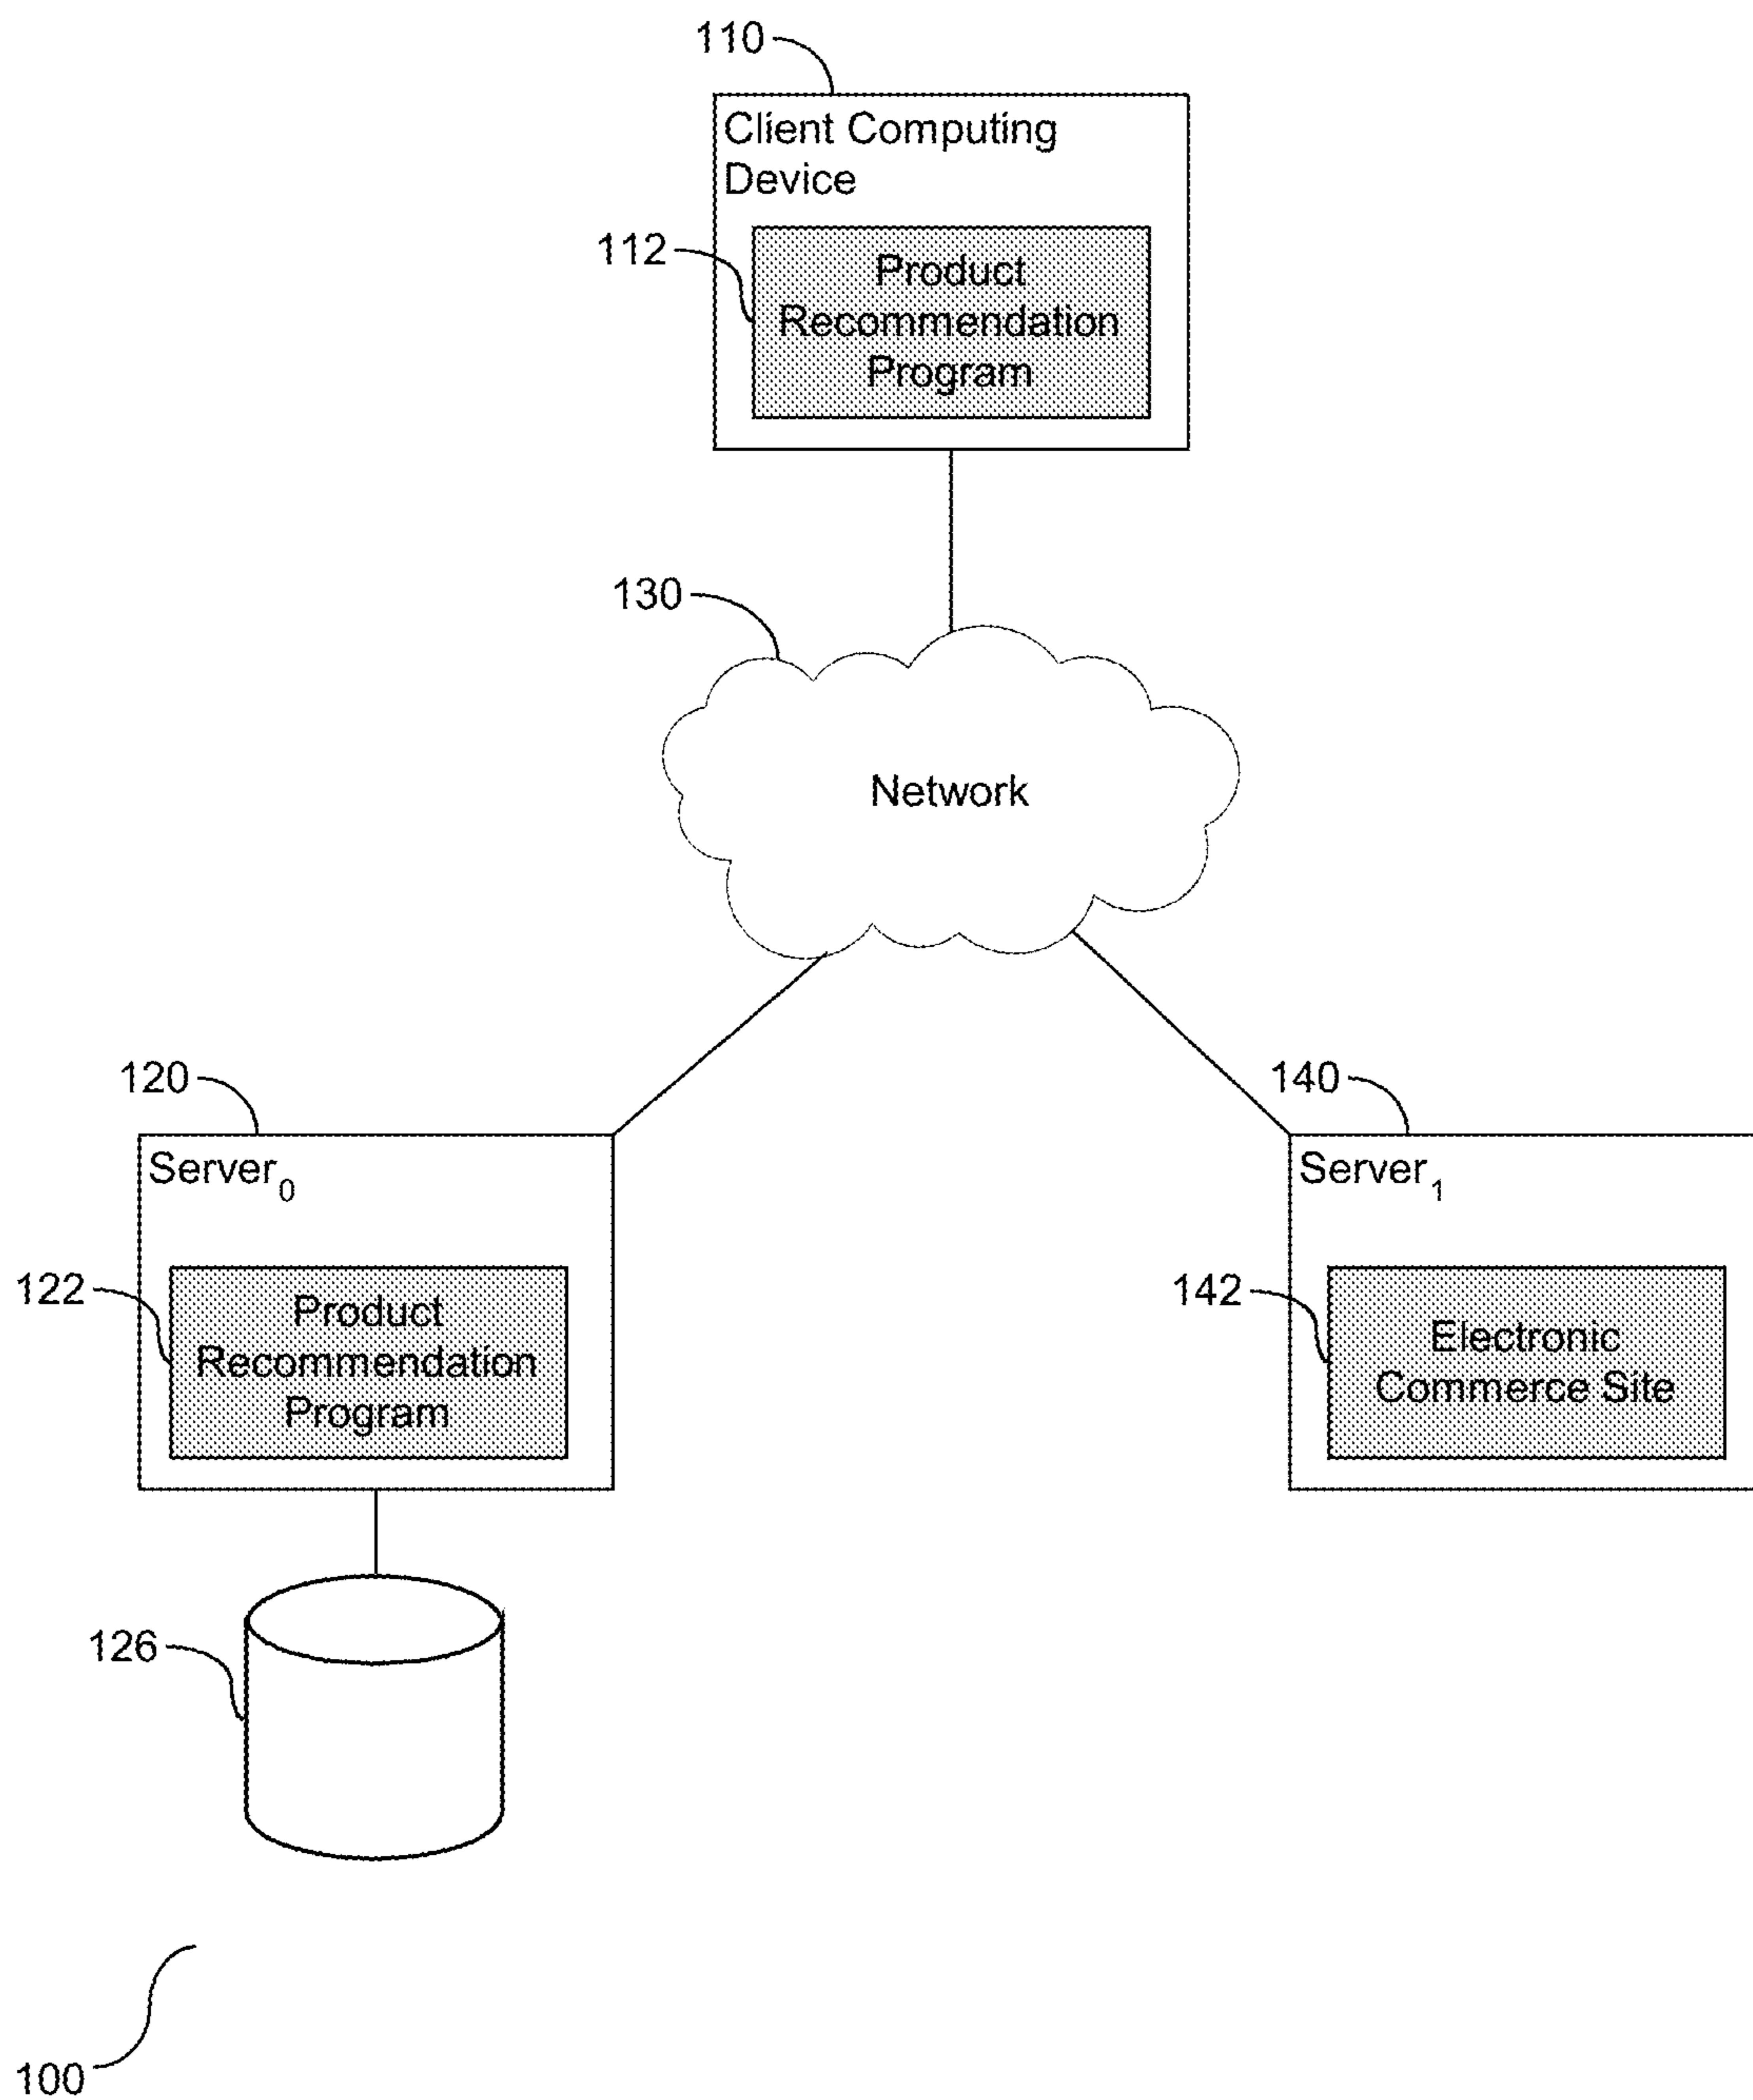 110
Client Computing
Device
112
Product
Recommendation
Program
130
Network
120
Server0
122
Product
Recommendation
Program
140
Server1
142
Electronic
Commerce Site
126
100